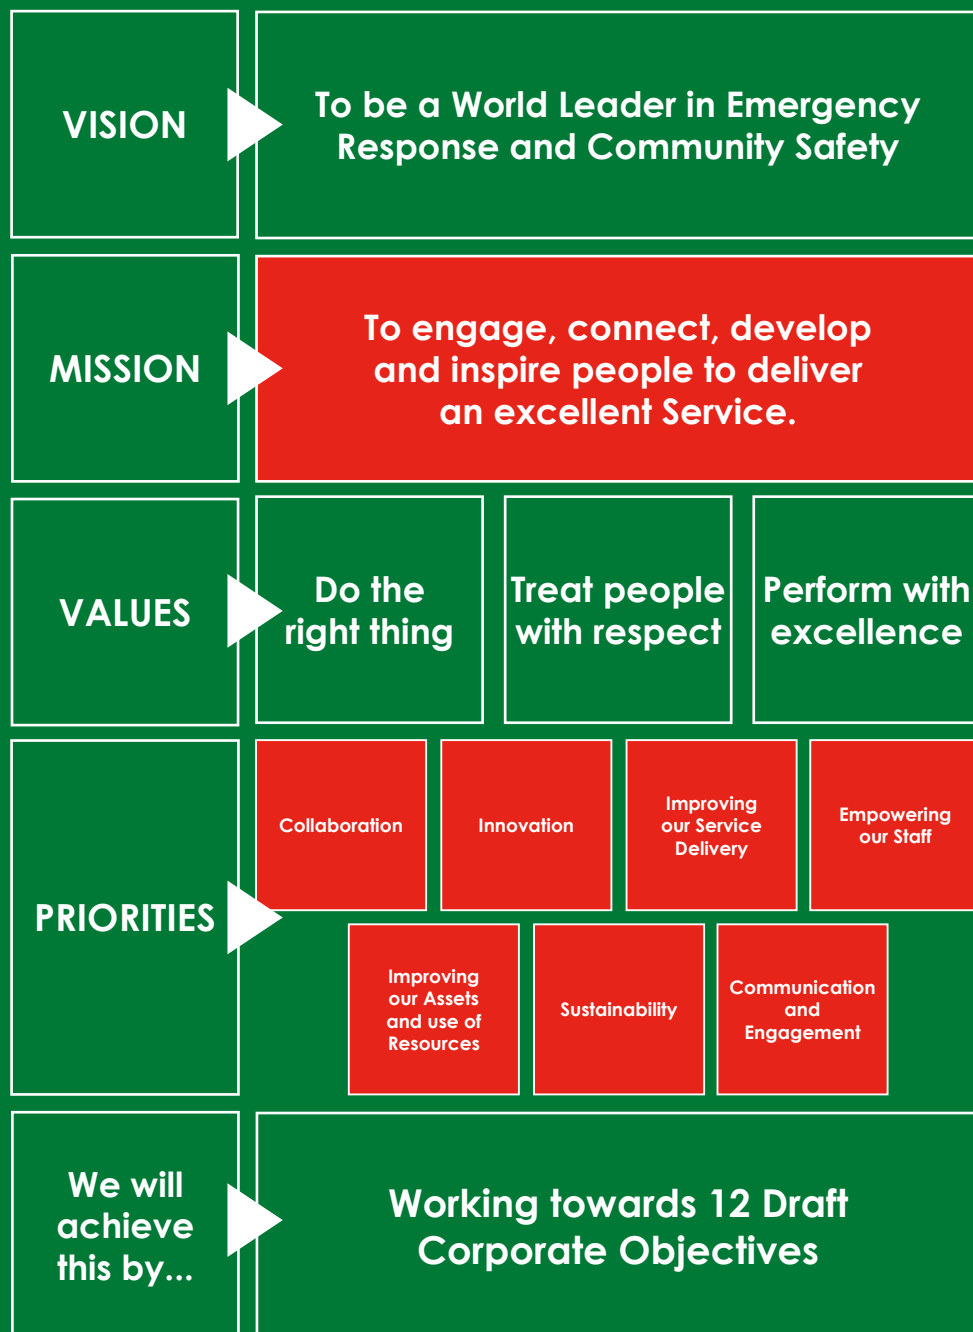 VISION
To be a World Leader in Emergency
Response and Community Safety
MISSION
To engage, connect, develop
and inspire people to deliver
an excellent Service.
VALUES
Do the
right thing
Treat people
with respect
Perform with
excellence
PRIORITIES
Collaboration
Innovation
Improving
our Service
Delivery
Empowering
our Staff
Improving
our Assets
and use of
Resources
Sustainability
Communication
and
Engagement
We will
achieve
this by...
Working towards 12 Draft
Corporate Objectives